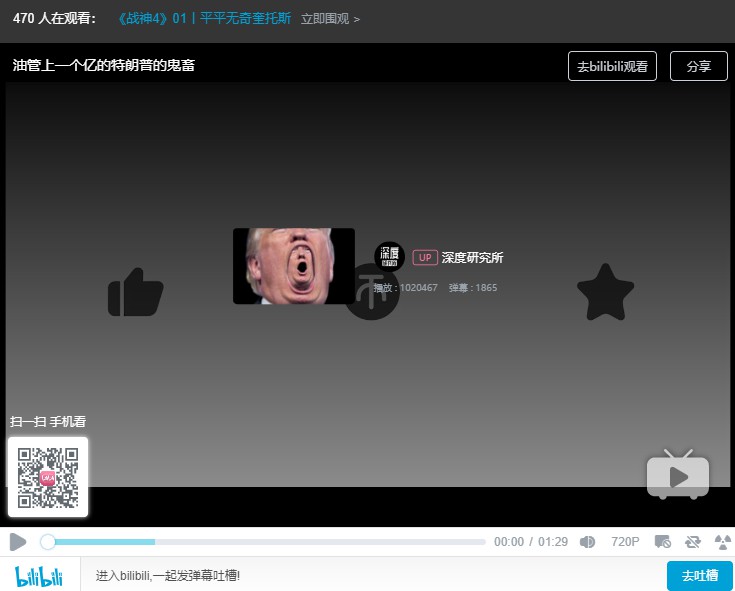 470 人在观看： 《战神4》01丨平平无奇奎托斯 立即围观 >
油管上一个亿的特朗普的鬼畜 去bilibili观看 分享
深度 UP 深度研究所
播放 : 1020467 弹幕 : 1865
扫一扫 手机看
00:00 / 01:29 720P
bilibili 进入bilibili,一起发弹幕吐槽! 去吐槽